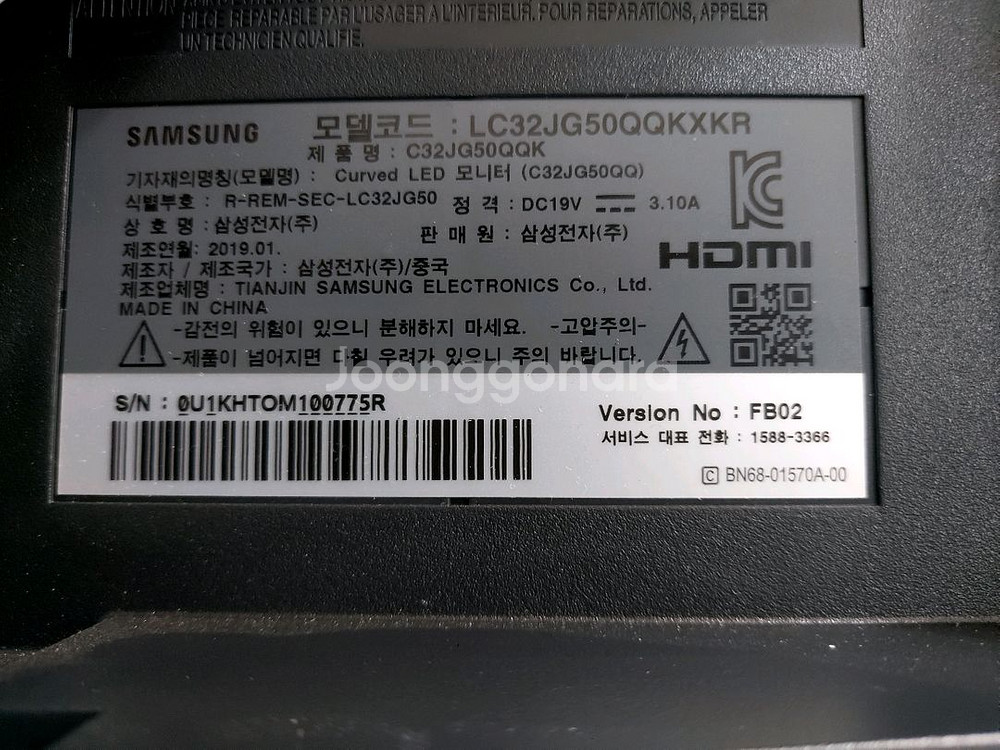 ATTENTION
PIECE REPARABLE PAR L'USAGER A L'INTERIEUR. POUR REPARATIONS, APPELER
UN TECHNICIEN QUALIFIE.
SAMSUNG
모델코드 : LC32JG50QQKXKR
제 품 명 : C32JG50QQK
기자재의명칭(모델명) : Curved LED 모니터 (C32JG50QQ)
식별부호 : R-REM-SEC-LC32JG50 정 격 : DC19V 3.10A
상 호 명 : 삼성전자(주) 판 매 원 : 삼성전자(주)
제조연월: 2019.01.
제조자 / 제조국가 : 삼성전자(주)/중국
제조업체명 : TIANJIN SAMSUNG ELECTRONICS Co., Ltd.
MADE IN CHINA
HDMI
-감전의 위험이 있으니 분해하지 마세요. -고압주의-
-제품이 넘어지면 다칠 우려가 있으니 주의 바랍니다.
Joonggonara
S/N : 0U1KHTOM100775R
Version No : FB02
서비스 대표 전화 : 1588-3366
C BN68-01570A-00